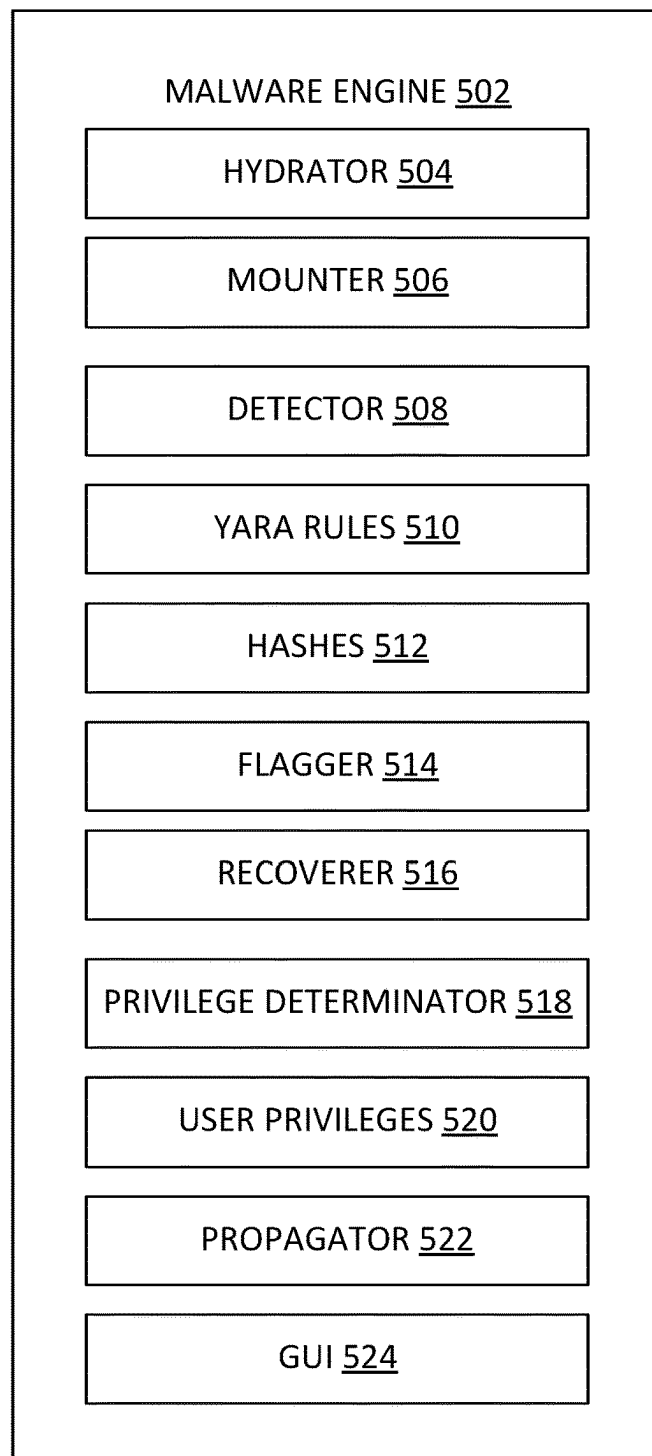 MALWARE ENGINE 502
HYDRATOR 504
MOUNTER 506
DETECTOR 508
YARA RULES 510
HASHES 512
FLAGGER 514
RECOVERER 516
PRIVILEGE DETERMINATOR 518
USER PRIVILEGES 520
PROPAGATOR 522
GUI 524